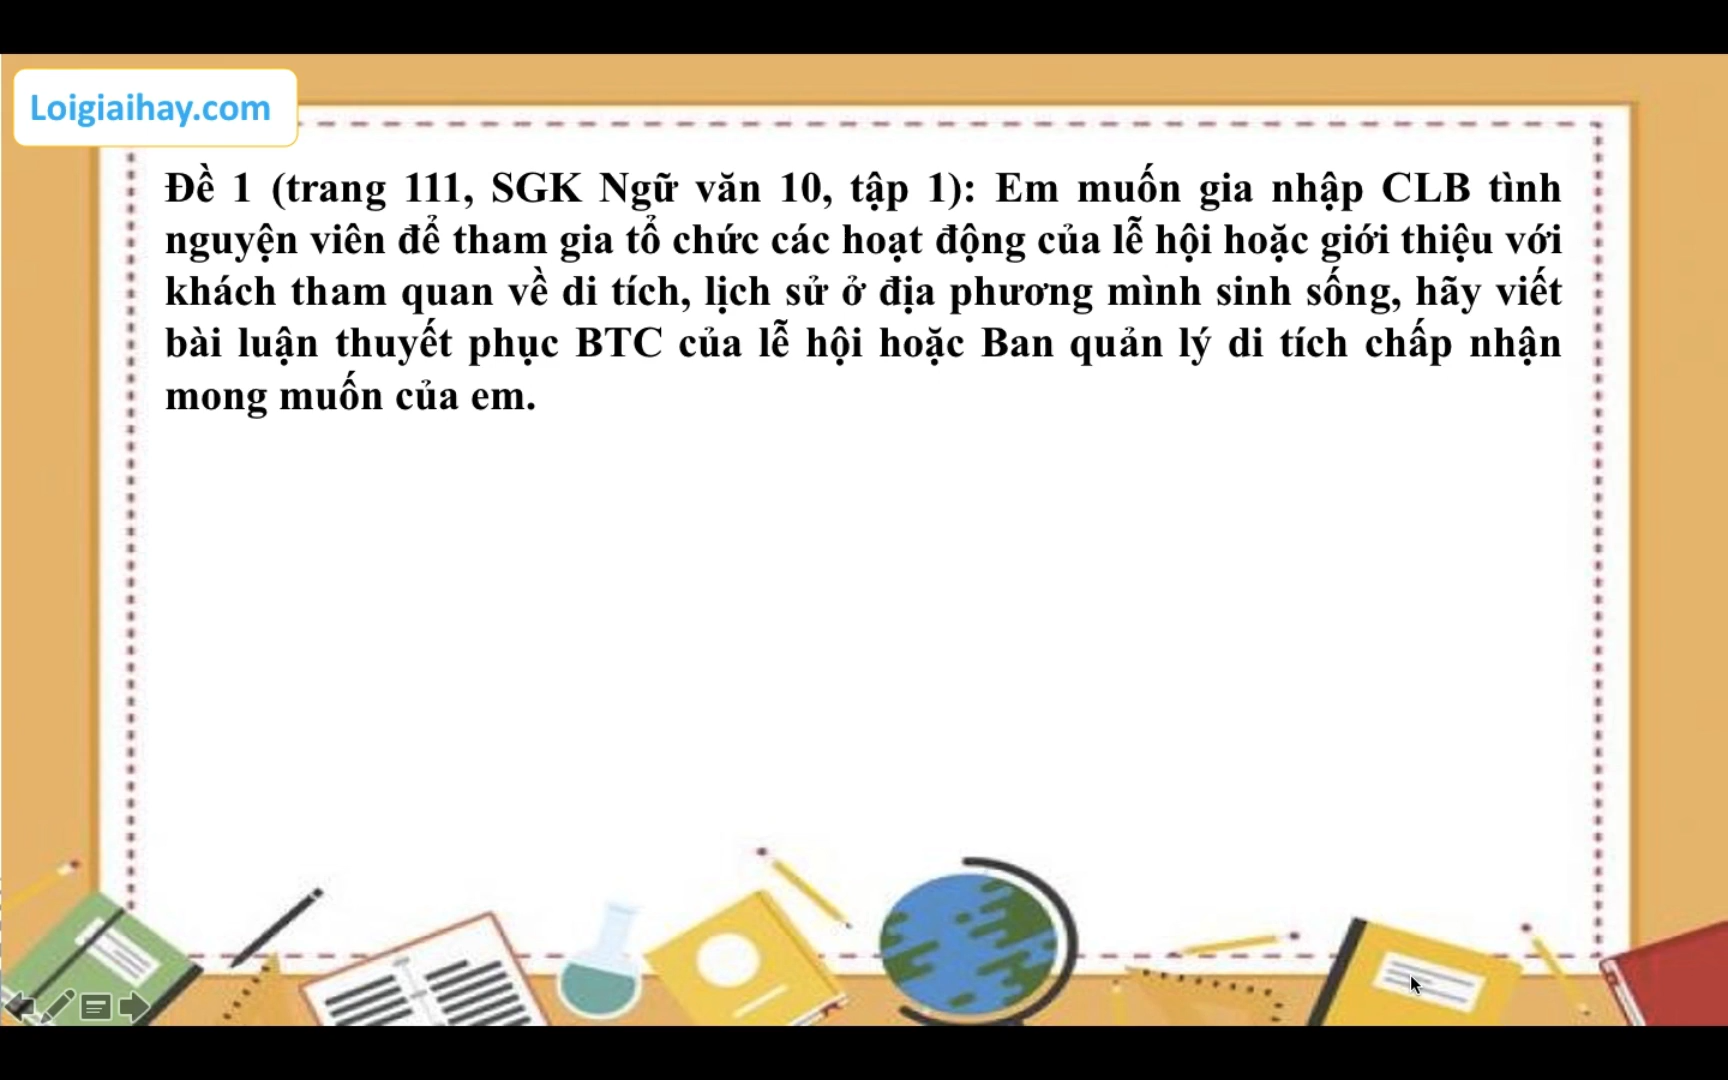 Loigiaihay.com
Đề 1 (trang 111, SGK Ngữ văn 10, tập 1): Em muốn gia nhập CLB tình
nguyện viên để tham gia tổ chức các hoạt động của lễ hội hoặc giới thiệu với
khách tham quan về di tích, lịch sử ở địa phương mình sinh sống, hãy viết
bài luận thuyết phục BTC của lễ hội hoặc Ban quản lý di tích chấp nhận
mong muốn của em.